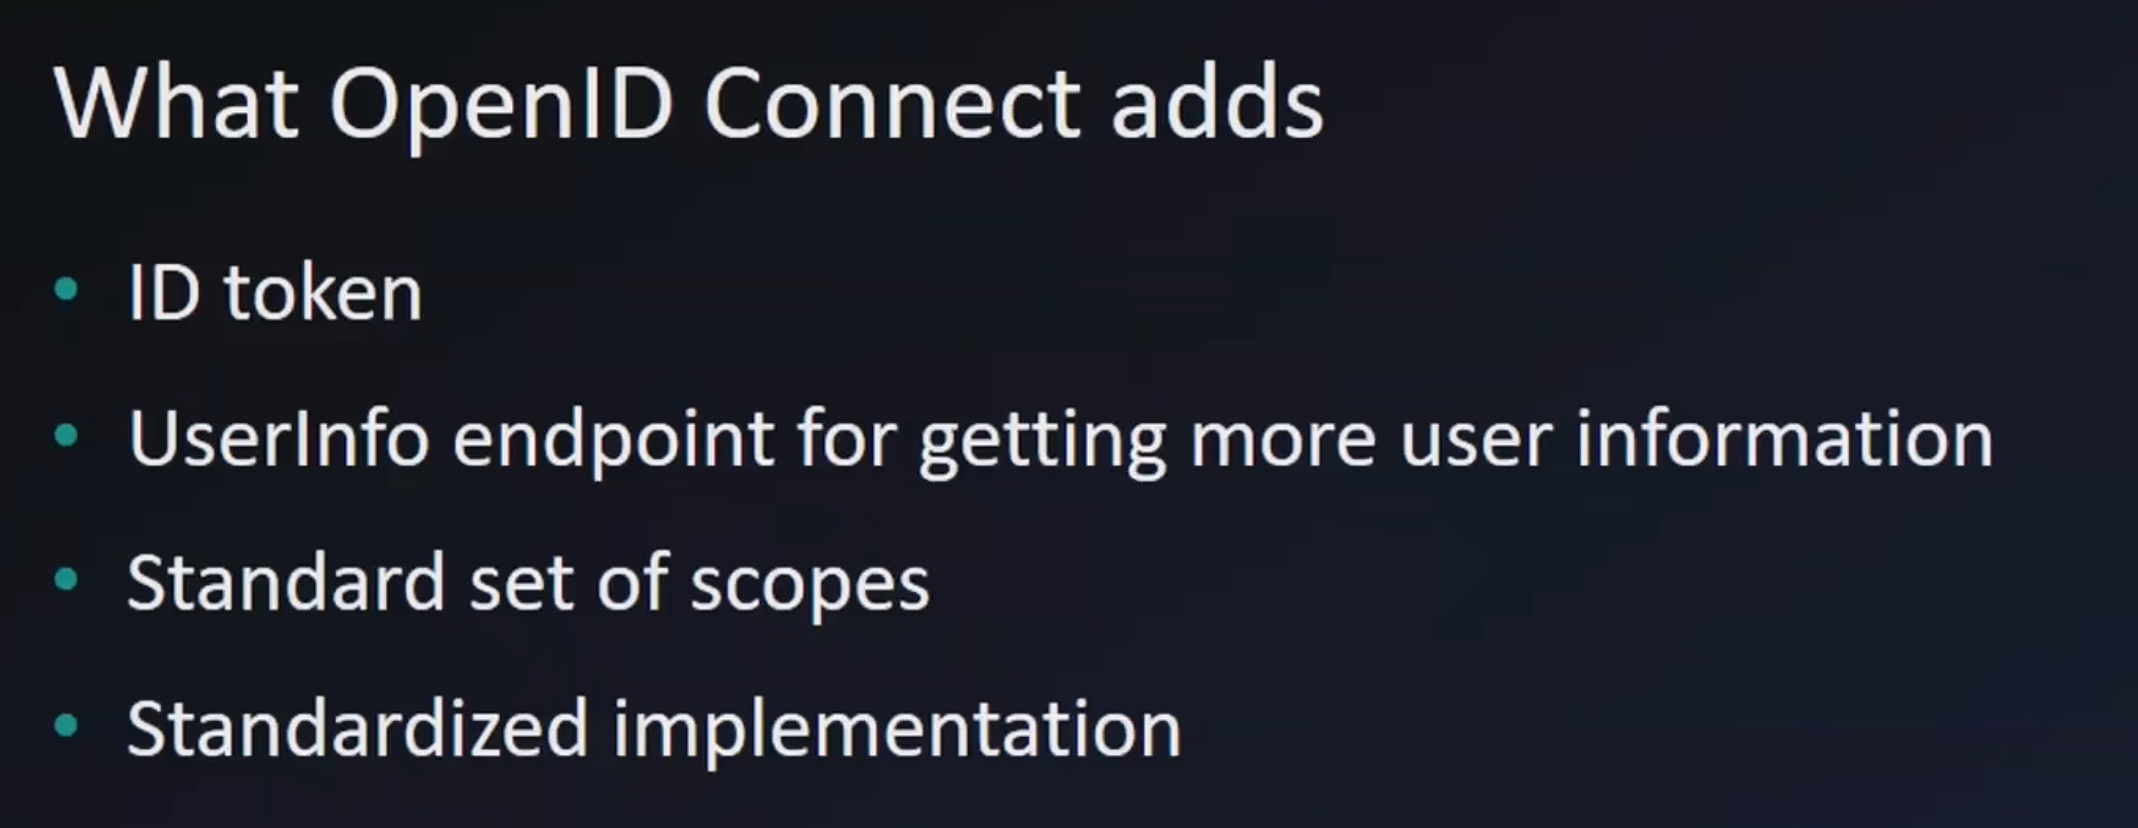 What OpenID Connect adds
• ID token
• UserInfo endpoint for getting more user information
• Standard set of scopes
• Standardized implementation